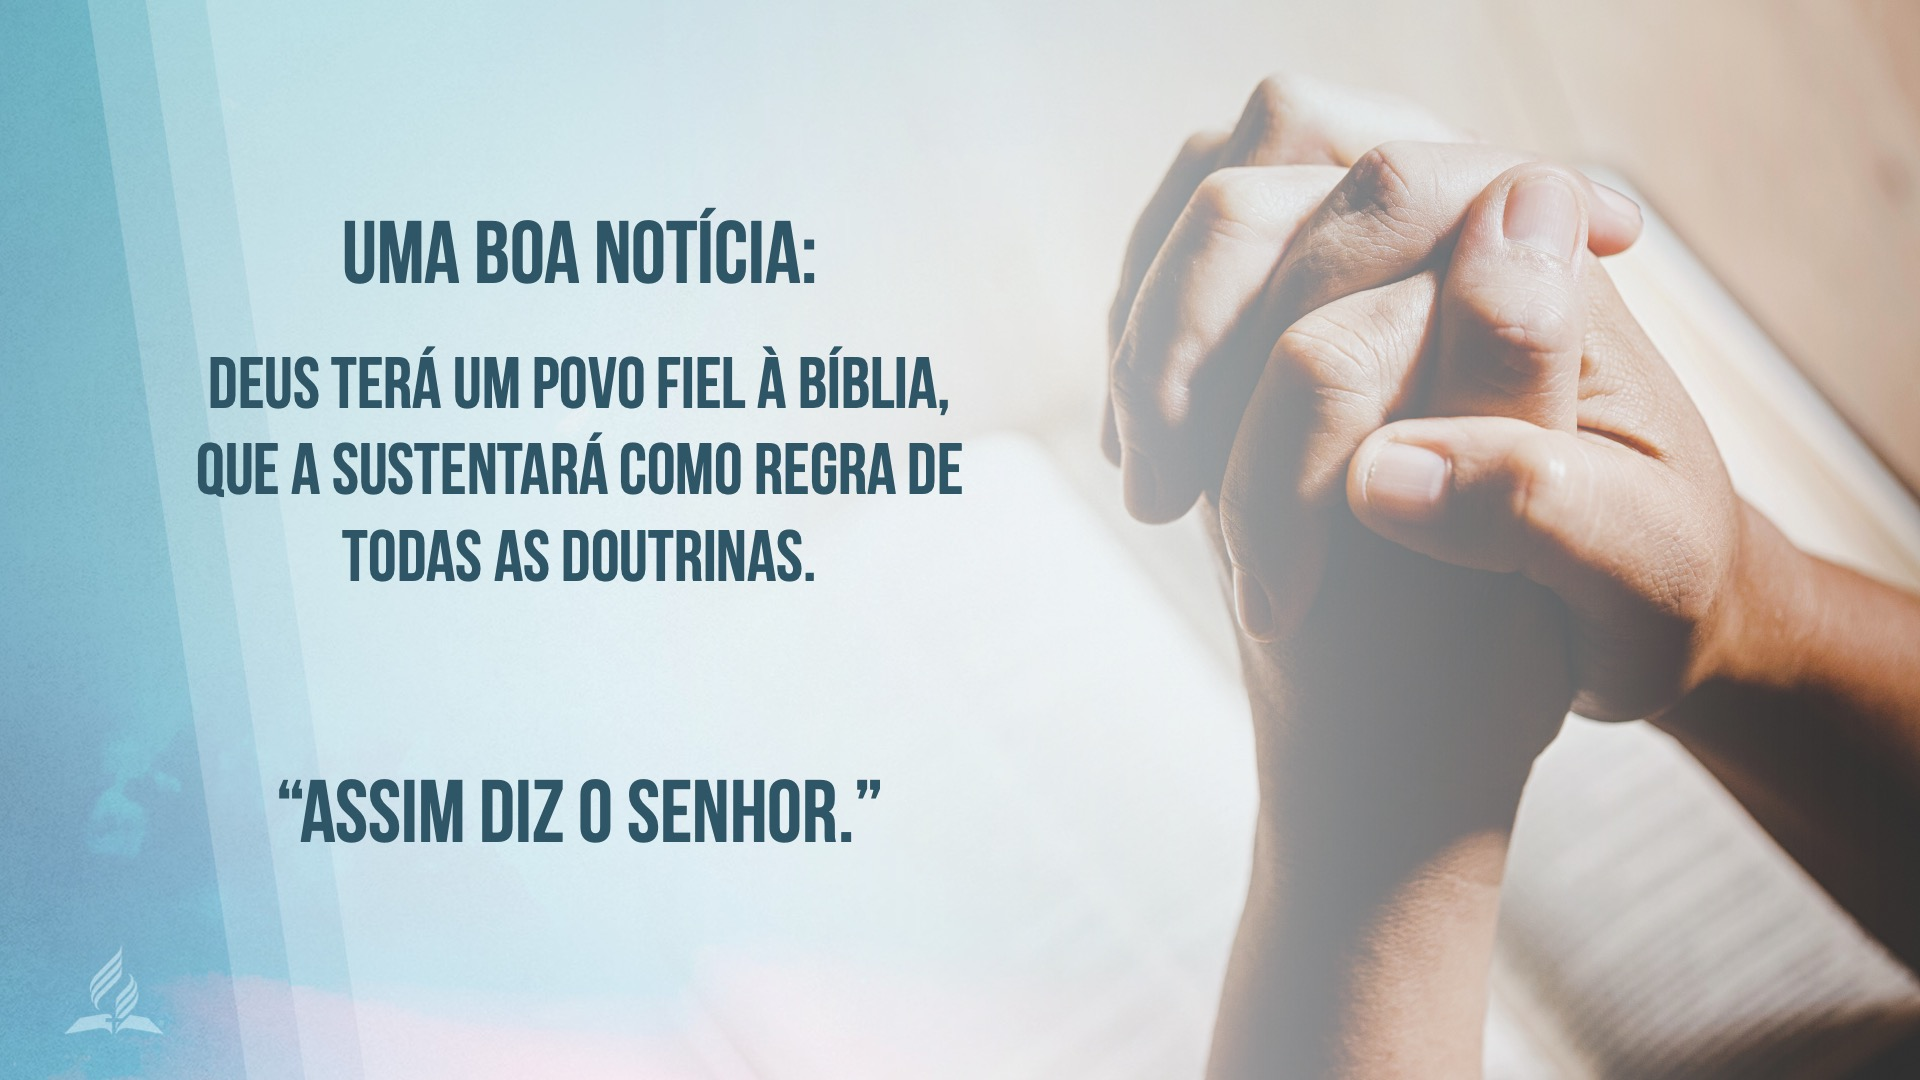 UMA BOA NOTÍCIA:
DEUS TERÁ UM POVO FIEL À BÍBLIA,
QUE A SUSTENTARÁ COMO REGRA DE
TODAS AS DOUTRINAS.
“ASSIM DIZ O SENHOR.”